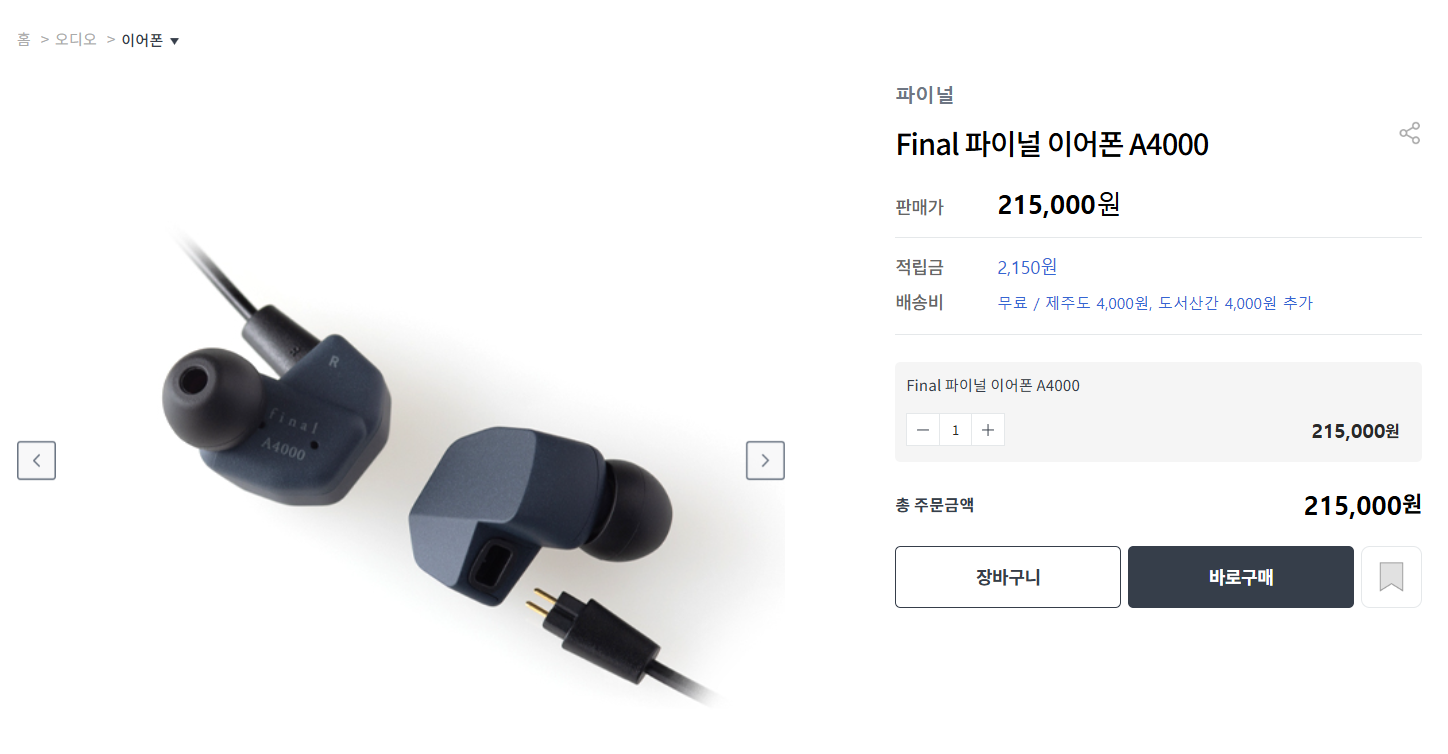 홈 > 오디오 > 이어폰
파이널
Final 파이널 이어폰 A4000
판매가 215,000원
적립금 2,150원
배송비 무료 / 제주도 4,000원, 도서산간 4,000원 추가
R
final
A4000
Final 파이널 이어폰 A4000
1 215,000원
총 주문금액 215,000원
장바구니 바로구매